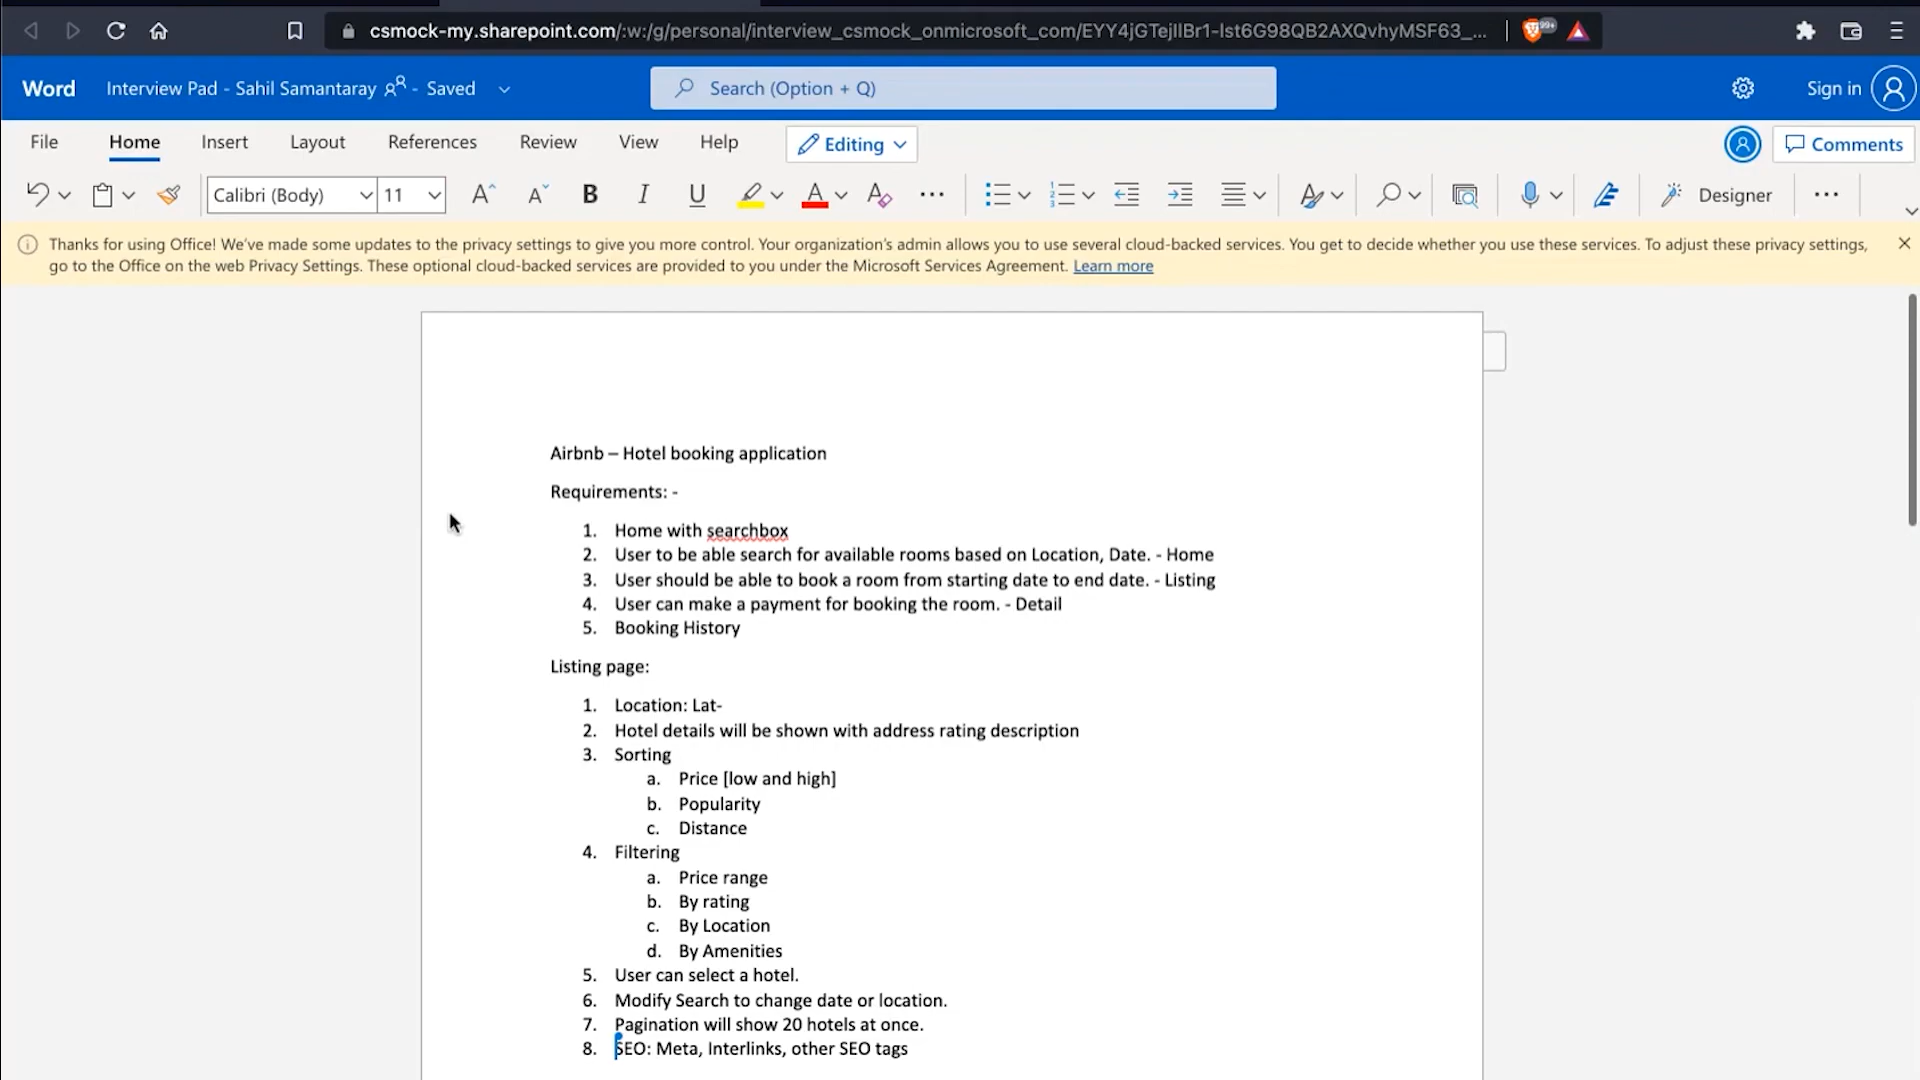 csmock-my.sharepoint.com/:w:/g/personal/interview_csmock_onmicrosoft_com/EYY4jGTejIlBr1-lst6G98QB2AXQvhyMSF63_...
99+
Word
Interview Pad - Sahil Samantaray - Saved
Search (Option + Q)
Sign in
File Home Insert Layout References Review View Help Editing Comments
Calibri (Body) 11 A A B I U A A ... Designer ...
Thanks for using Office! We've made some updates to the privacy settings to give you more control. Your organization's admin allows you to use several cloud-backed services. You get to decide whether you use these services. To adjust these privacy settings,
go to the Office on the web Privacy Settings. These optional cloud-backed services are provided to you under the Microsoft Services Agreement. Learn more
Airbnb – Hotel booking application
Requirements: -
1. Home with searchbox
2. User to be able search for available rooms based on Location, Date. - Home
3. User should be able to book a room from starting date to end date. - Listing
4. User can make a payment for booking the room. - Detail
5. Booking History
Listing page:
1. Location: Lat-
2. Hotel details will be shown with address rating description
3. Sorting
a. Price [low and high]
b. Popularity
c. Distance
4. Filtering
a. Price range
b. By rating
c. By Location
d. By Amenities
5. User can select a hotel.
6. Modify Search to change date or location.
7. Pagination will show 20 hotels at once.
8. SEO: Meta, Interlinks, other SEO tags